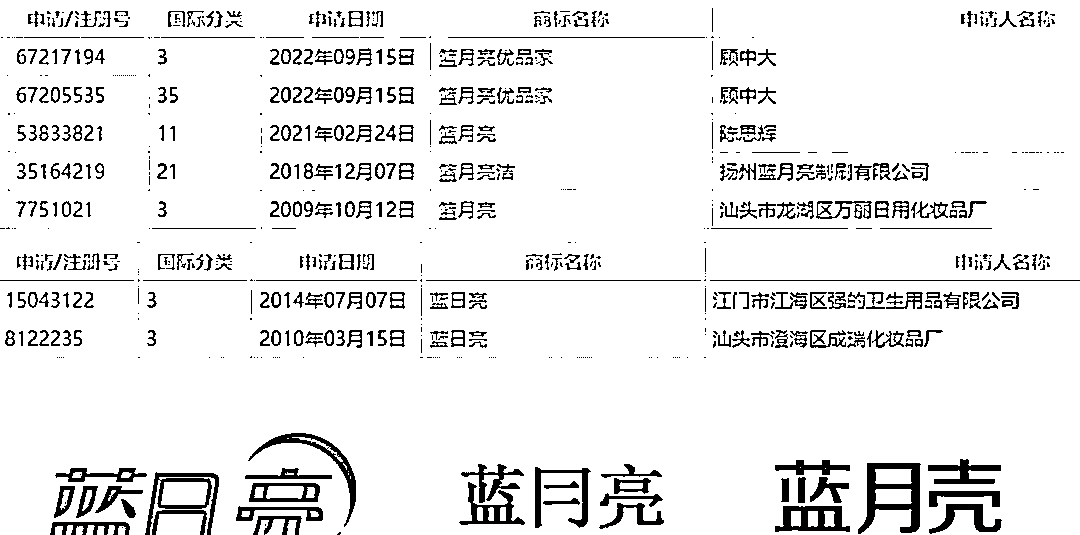 申请/注册号 国际分类 申请日期 商标名称 申请人名称
67217194 3 2022年09月15日 篮月亮优品家 顾中大
67205535 35 2022年09月15日 篮月亮优品家 顾中大
53833821 11 2021年02月24日 篮月亮 陈思辉
35164219 21 2018年12月07日 篮月亮洁 扬州蓝月亮制刷有限公司
7751021 3 2009年10月12日 篮月亮 汕头市龙湖区万丽日用化妆品厂
申请/注册号 国际分类 申请日期 商标名称 申请人名称
15043122 3 2014年07月07日 蓝日亮 江门市江海区强的卫生用品有限公司
8122235 3 2010年03月15日 蓝日亮 汕头市澄海区成瑞化妆品厂
蓝月亮 蓝冃亮 蓝月壳